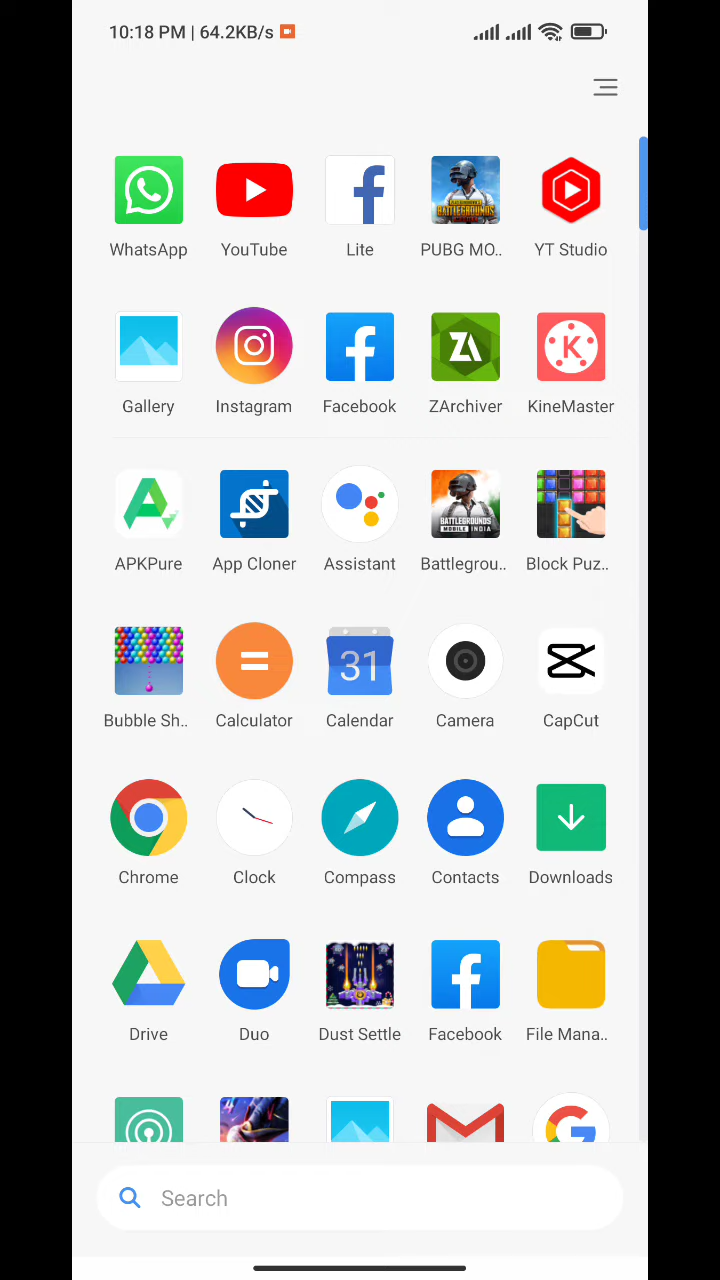 10:18 PM | 64.2KB/s
WhatsApp YouTube Lite PUBG MO.. YT Studio
Gallery Instagram Facebook ZArchiver KineMaster
APKPure App Cloner Assistant Battlegrou.. Block Puz..
31
Bubble Sh.. Calculator Calendar Camera CapCut
Chrome Clock Compass Contacts Downloads
Drive Duo Dust Settle Facebook File Mana..
Search